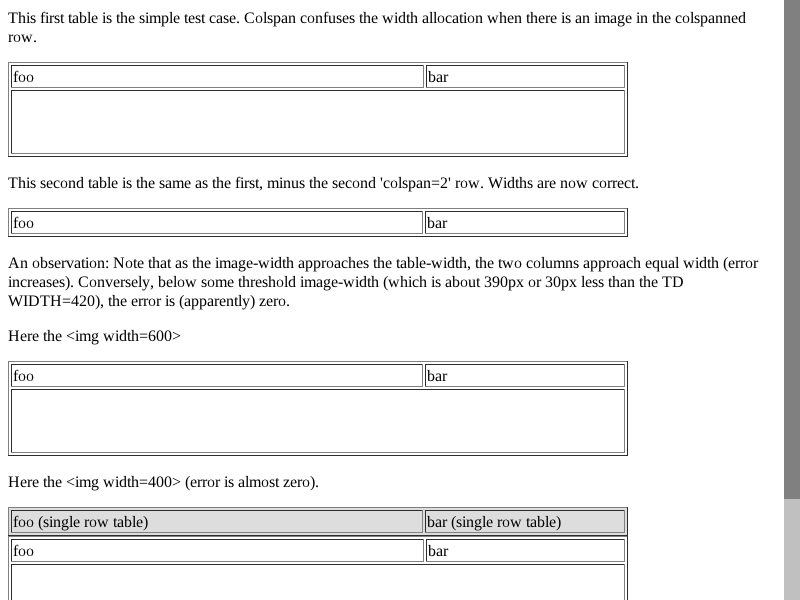 This first table is the simple test case. Colspan confuses the width allocation when there is an image in the colspanned
row.
foo bar
This second table is the same as the first, minus the second 'colspan=2' row. Widths are now correct.
foo bar
An observation: Note that as the image-width approaches the table-width, the two columns approach equal width (error
increases). Conversely, below some threshold image-width (which is about 390px or 30px less than the TD
WIDTH=420), the error is (apparently) zero.
Here the <img width=600>
foo bar
Here the <img width=400> (error is almost zero).
foo (single row table) bar (single row table)
foo bar